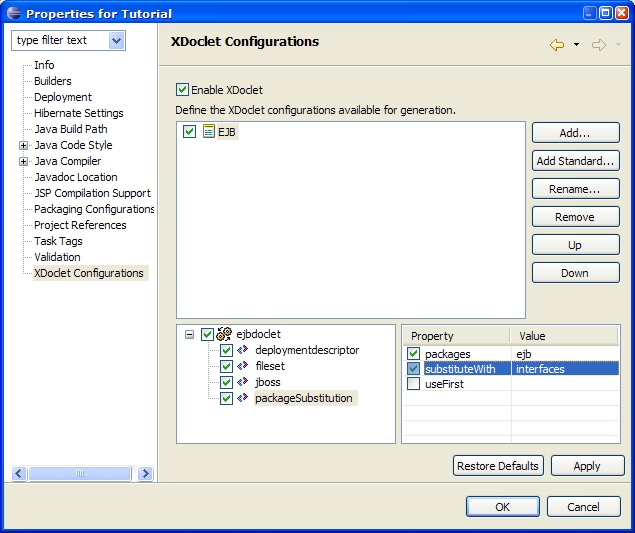 Properties for Tutorial
type filter text
Info
Builders
Deployment
Hibernate Settings
Java Build Path
Java Code Style
Java Compiler
Javadoc Location
JSP Compilation Support
Packaging Configurations
Project References
Task Tags
Validation
XDoclet Configurations
XDoclet Configurations
Enable XDoclet
Define the XDoclet configurations available for generation.
EJB
Add...
Add Standard...
Rename...
Remove
Up
Down
ejbdoclet
deploymentdescriptor
fileset
jboss
packageSubstitution
Property Value
packages ejb
substituteWith interfaces
useFirst
Restore Defaults Apply
OK Cancel